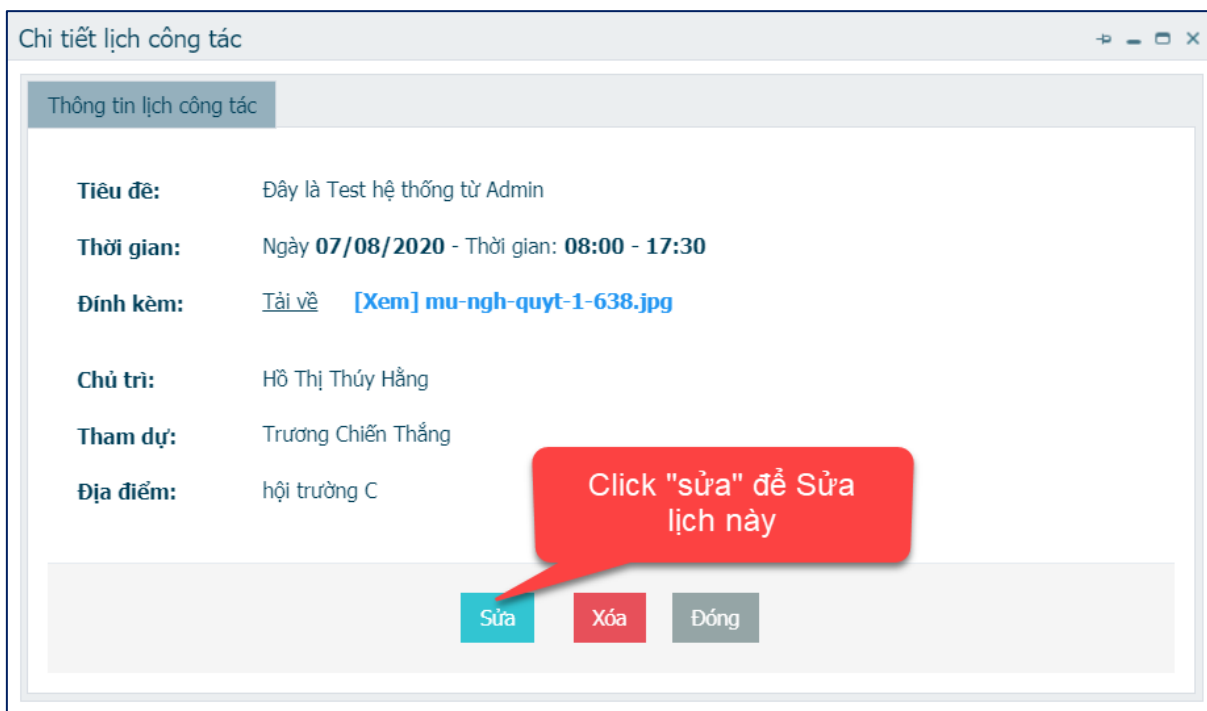 Chi tiết lịch công tác
Thông tin lịch công tác
Tiêu đề: Đây là Test hệ thống từ Admin
Thời gian: Ngày 07/08/2020 - Thời gian: 08:00 - 17:30
Đính kèm: Tải về [Xem] mu-ngh-quyt-1-638.jpg
Chủ trì: Hồ Thị Thúy Hằng
Tham dự: Trương Chiến Thắng
Địa điểm: hội trường C
Click "sửa" để Sửa
lịch này
Sửa Xóa Đóng